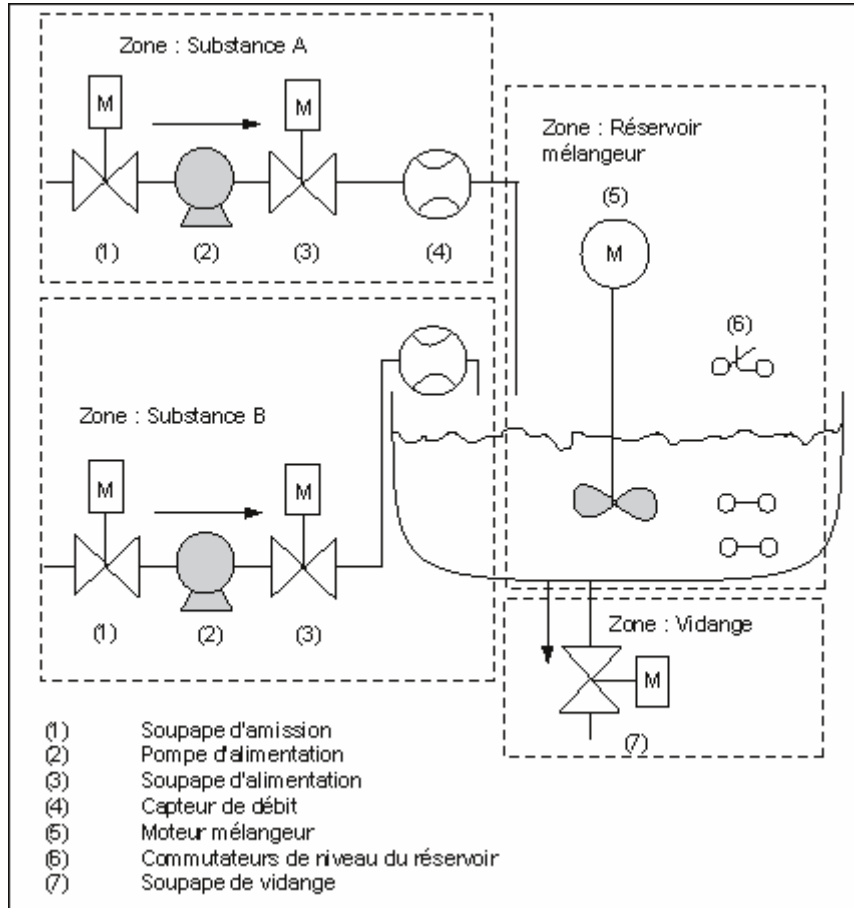 Zone : Substance A
M
M
(1)
(2)
(3)
(4)
Zone : Réservoir
mélangeur
(5)
M
(6)
Zone : Substance B
M
M
(1)
(2)
(3)
Zone : Vidange
M
(7)
(1) Soupape d'amission
(2) Pompe d'alimentation
(3) Soupape d'alimentation
(4) Capteur de débit
(5) Moteur mélangeur
(6) Commutateurs de niveau du réservoir
(7) Soupape de vidange